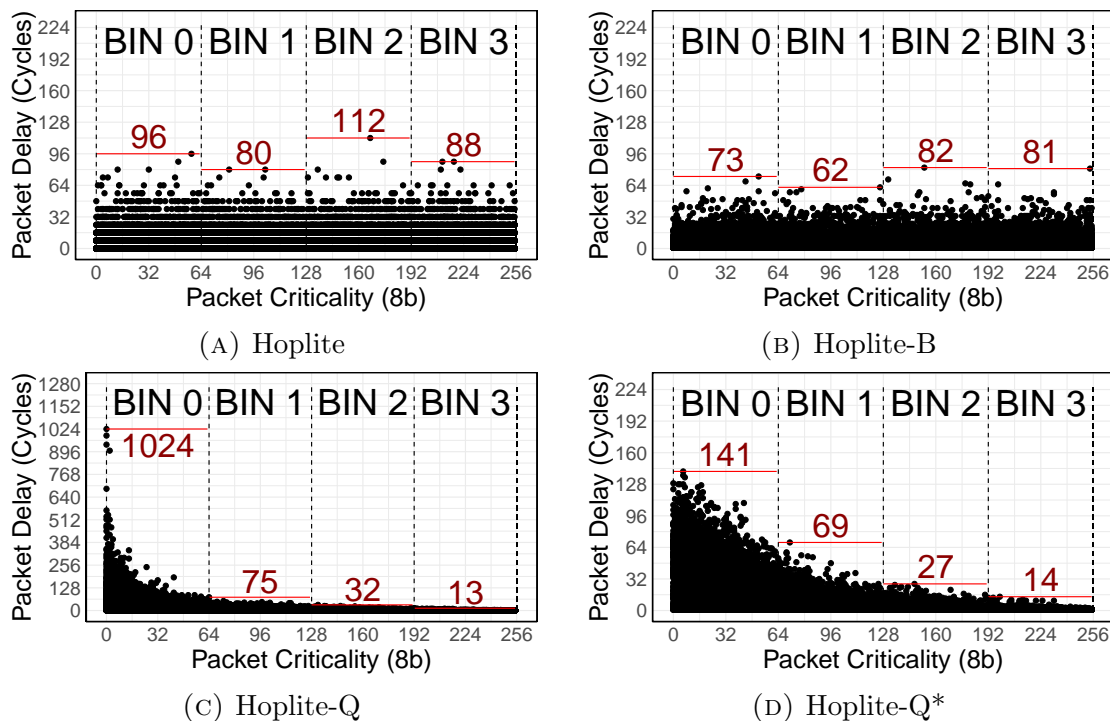 BIN 0 BIN 1 BIN 2 BIN 3
Packet Delay (Cycles)
224
192
160
128
96
64
32
0
96
80
112
88
0 32 64 96 128 160 192 224 256
Packet Criticality (8b)
(A) Hoplite
BIN 0 BIN 1 BIN 2 BIN 3
Packet Delay (Cycles)
224
192
160
128
96
64
32
0
73
62
82
81
0 32 64 96 128 160 192 224 256
Packet Criticality (8b)
(B) Hoplite-B
BIN 0 BIN 1 BIN 2 BIN 3
Packet Delay (Cycles)
1280
1152
1024
896
768
640
512
384
256
128
0
1024
75
32
13
0 32 64 96 128 160 192 224 256
Packet Criticality (8b)
(C) Hoplite-Q
BIN 0 BIN 1 BIN 2 BIN 3
Packet Delay (Cycles)
224
192
160
128
96
64
32
0
141
69
27
14
0 32 64 96 128 160 192 224 256
Packet Criticality (8b)
(D) Hoplite-Q*